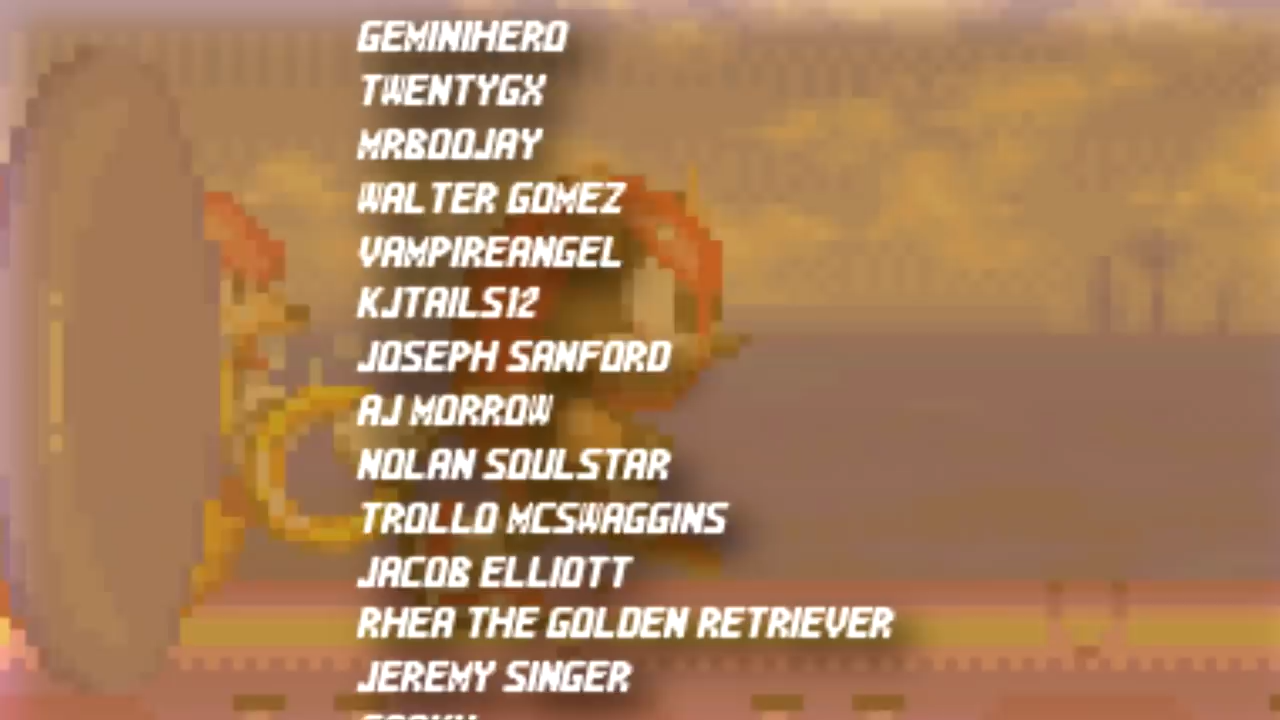 GEMINIHERO
TWENTYGX
MRBOOJAY
WALTER GOMEZ
VAMPIREANGEL
KJTAILS12
JOSEPH SANFORD
AJ MORROW
NOLAN SOULSTAR
TROLLO MCSWAGGINS
JACOB ELLIOTT
RHEA THE GOLDEN RETRIEVER
JEREMY SINGER